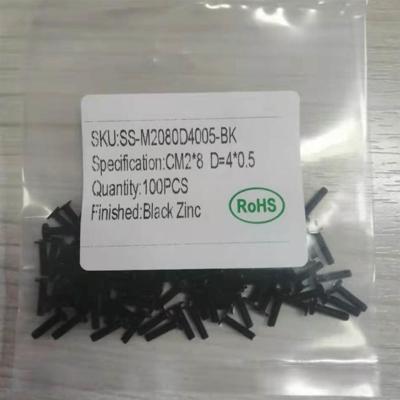 SKU:SS-M2080D4005-BK
Specification:CM2*8 D=4*0.5
Quantity:100PCS
Finished:Black Zinc
RoHS